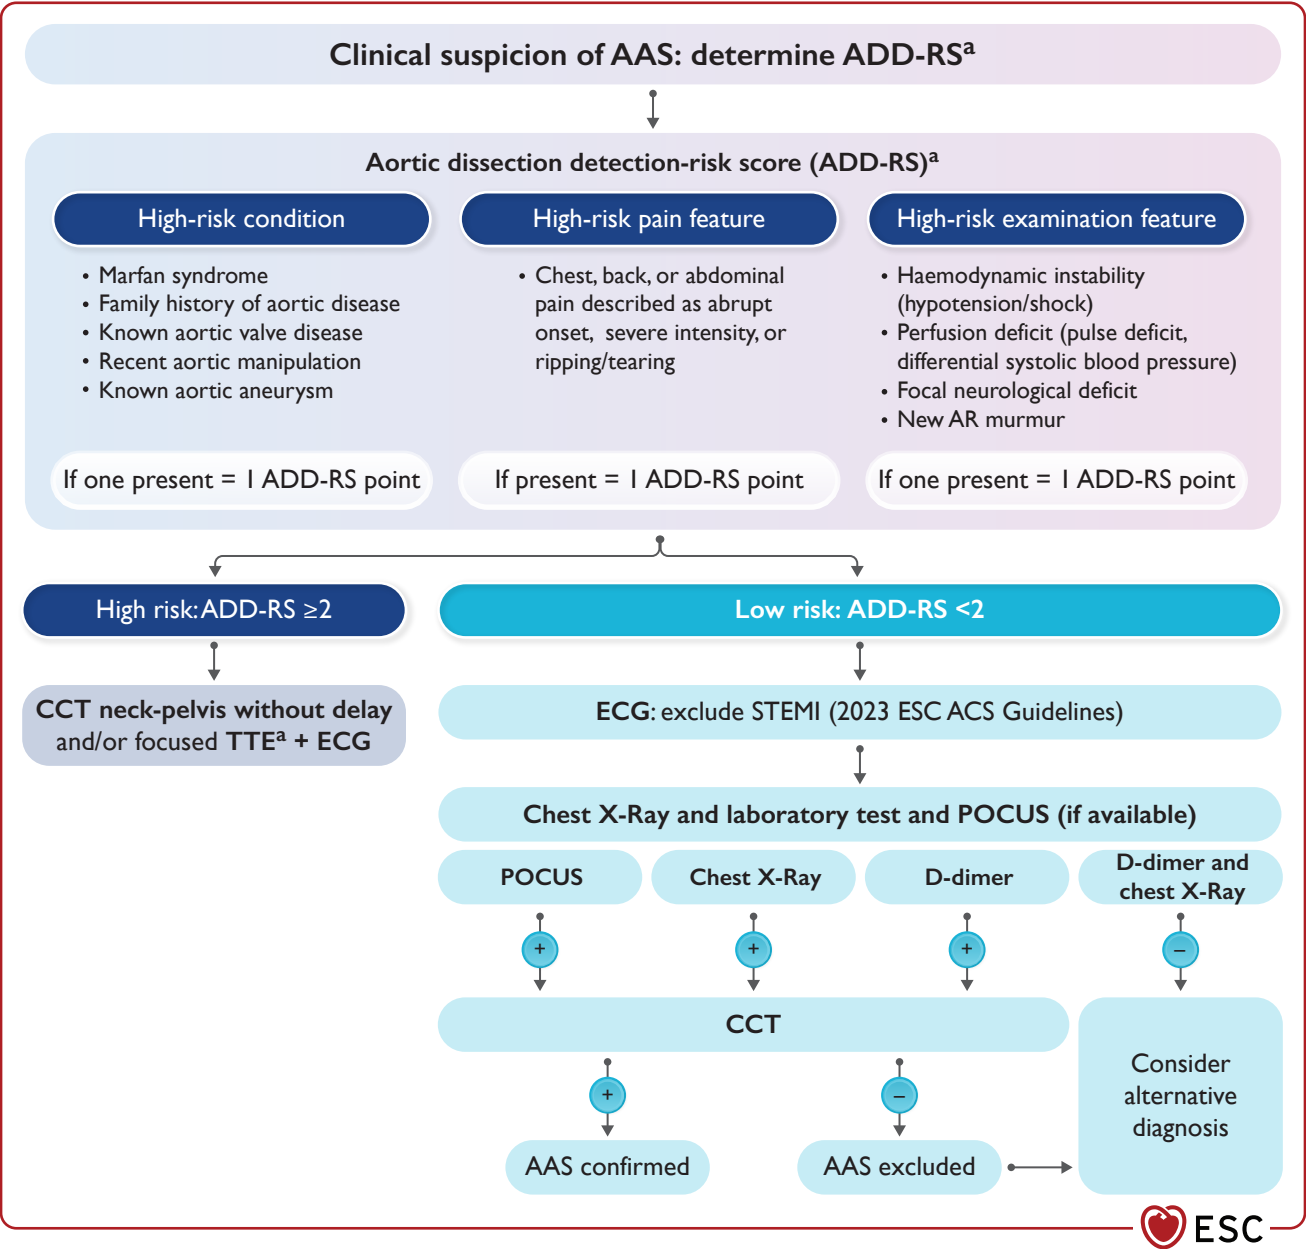 Clinical suspicion of AAS: determine ADD-RSª
Aortic dissection detection-risk score (ADD-RS)ª
High-risk condition
• Marfan syndrome
• Family history of aortic disease
• Known aortic valve disease
• Recent aortic manipulation
• Known aortic aneurysm
If one present = 1 ADD-RS point
High-risk pain feature
• Chest, back, or abdominal
pain described as abrupt
onset, severe intensity, or
ripping/tearing
If present = 1 ADD-RS point
High-risk examination feature
• Haemodynamic instability
(hypotension/shock)
• Perfusion deficit (pulse deficit,
differential systolic blood pressure)
• Focal neurological deficit
• New AR murmur
If one present = 1 ADD-RS point
High risk: ADD-RS ≥2
CCT neck-pelvis without delay
and/or focused TTEª + ECG
Low risk: ADD-RS <2
ECG: exclude STEMI (2023 ESC ACS Guidelines)
Chest X-Ray and laboratory test and POCUS (if available)
POCUS
Chest X-Ray
D-dimer
D-dimer and
chest X-Ray
+
+
+
–
CCT
+
–
AAS confirmed
AAS excluded
Consider
alternative
diagnosis
ESC